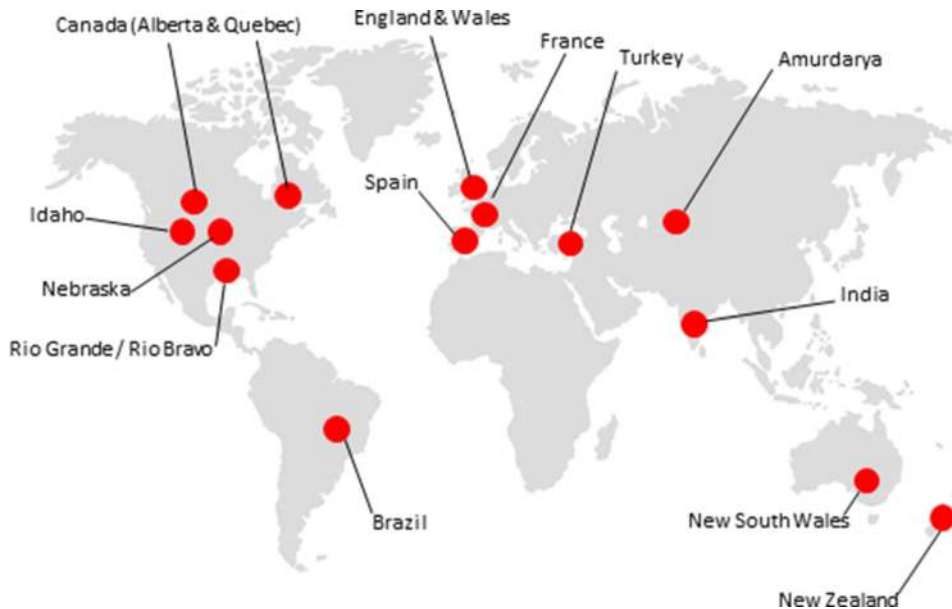 Canada (Alberta & Quebec)
England & Wales
France
Turkey
Amurdarya
Spain
Idaho
Nebraska
India
Rio Grande / Rio Bravo
Brazil
New South Wales
New Zealand